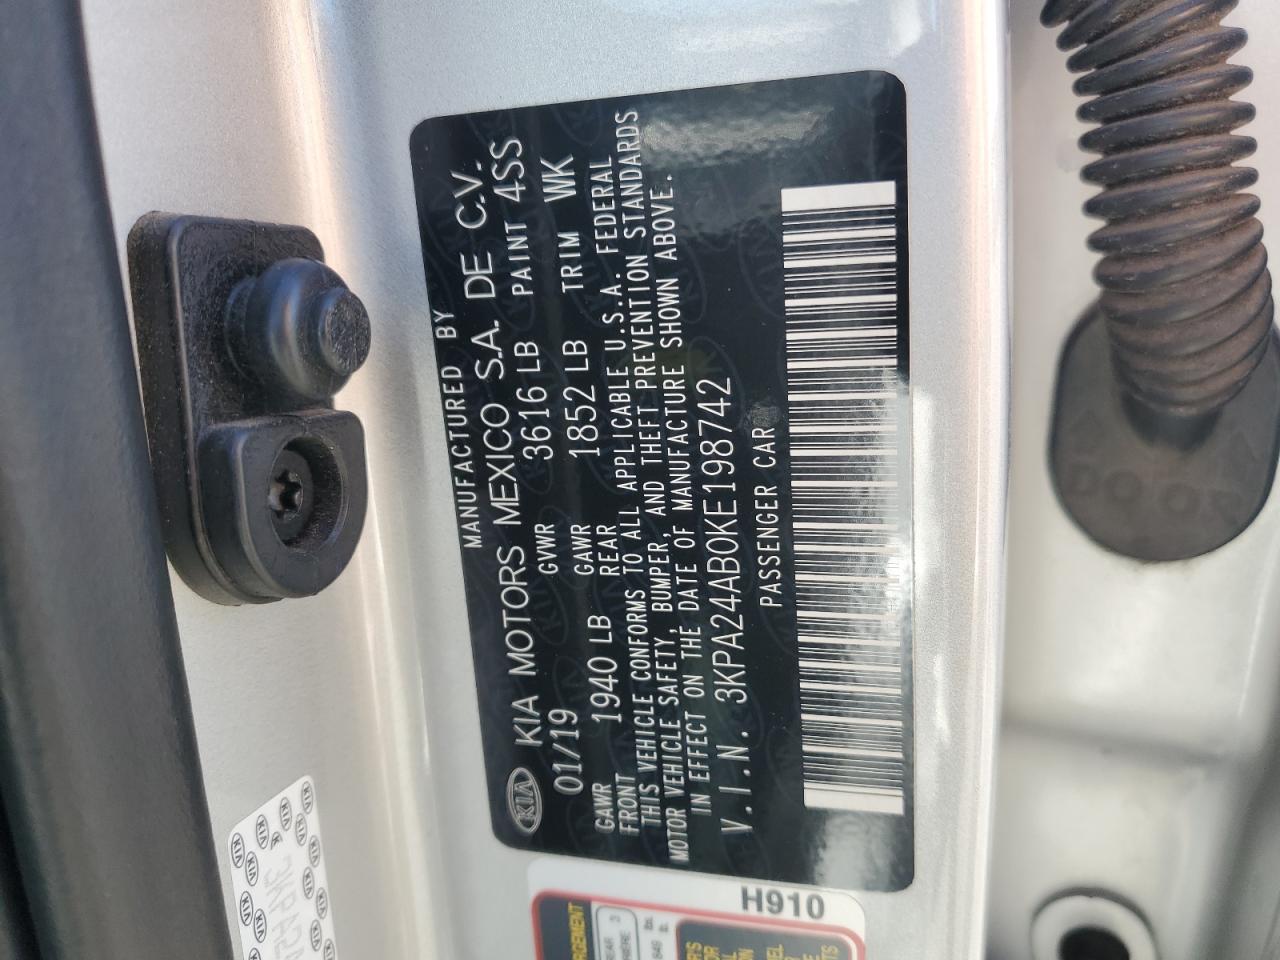 MANUFACTURED BY
KIA KIA MOTORS MEXICO S.A. DE C.V.
01/19 GVWR 3616 LB PAINT 4SS
GAWR FRONT 1940 LB GAWR REAR 1852 LB TRIM WK
THIS VEHICLE CONFORMS TO ALL APPLICABLE U.S.A. FEDERAL
MOTOR VEHICLE SAFETY, BUMPER, AND THEFT PREVENTION STANDARDS
IN EFFECT ON THE DATE OF MANUFACTURE SHOWN ABOVE.
V.I.N. 3KPA24AB0KE198742
PASSENGER CAR
H910